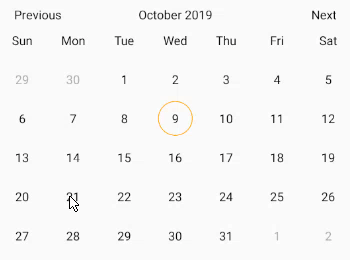 Previous October 2019 Next
Sun Mon Tue Wed Thu Fri Sat
29 30 1 2 3 4 5
6 7 8 9 10 11 12
13 14 15 16 17 18 19
20 21 22 23 24 25 26
27 28 29 30 31 1 2